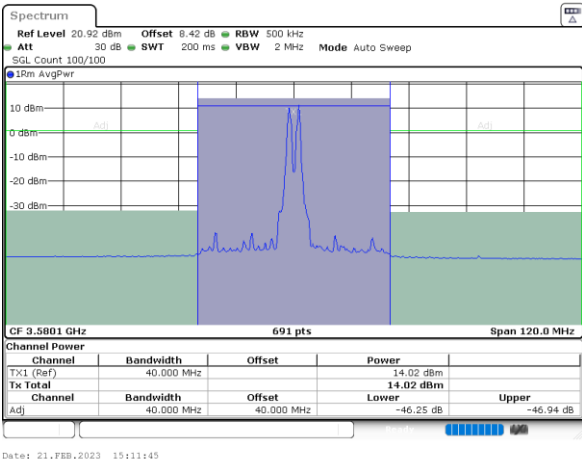 Spectrum
Ref Level 20.92 dBm Offset 8.42 dB RBW 500 kHz
Att 30 dB SWT 200 ms VBW 2 MHz Mode Auto Sweep
SGL Count 100/100
1Rm AvgPwr
10 dBm
Adj Adj
0 dBm
-10 dBm
-20 dBm
-30 dBm
CF 3.5801 GHz 691 pts Span 120.0 MHz
Channel Power
Channel Bandwidth Offset Power
TX1 (Ref) 40.000 MHz 14.02 dBm
Tx Total 14.02 dBm
Channel Bandwidth Offset Lower Upper
Adj 40.000 MHz 40.000 MHz -46.25 dB -46.94 dB
Ready
Date: 21.FEB.2023 15:11:45